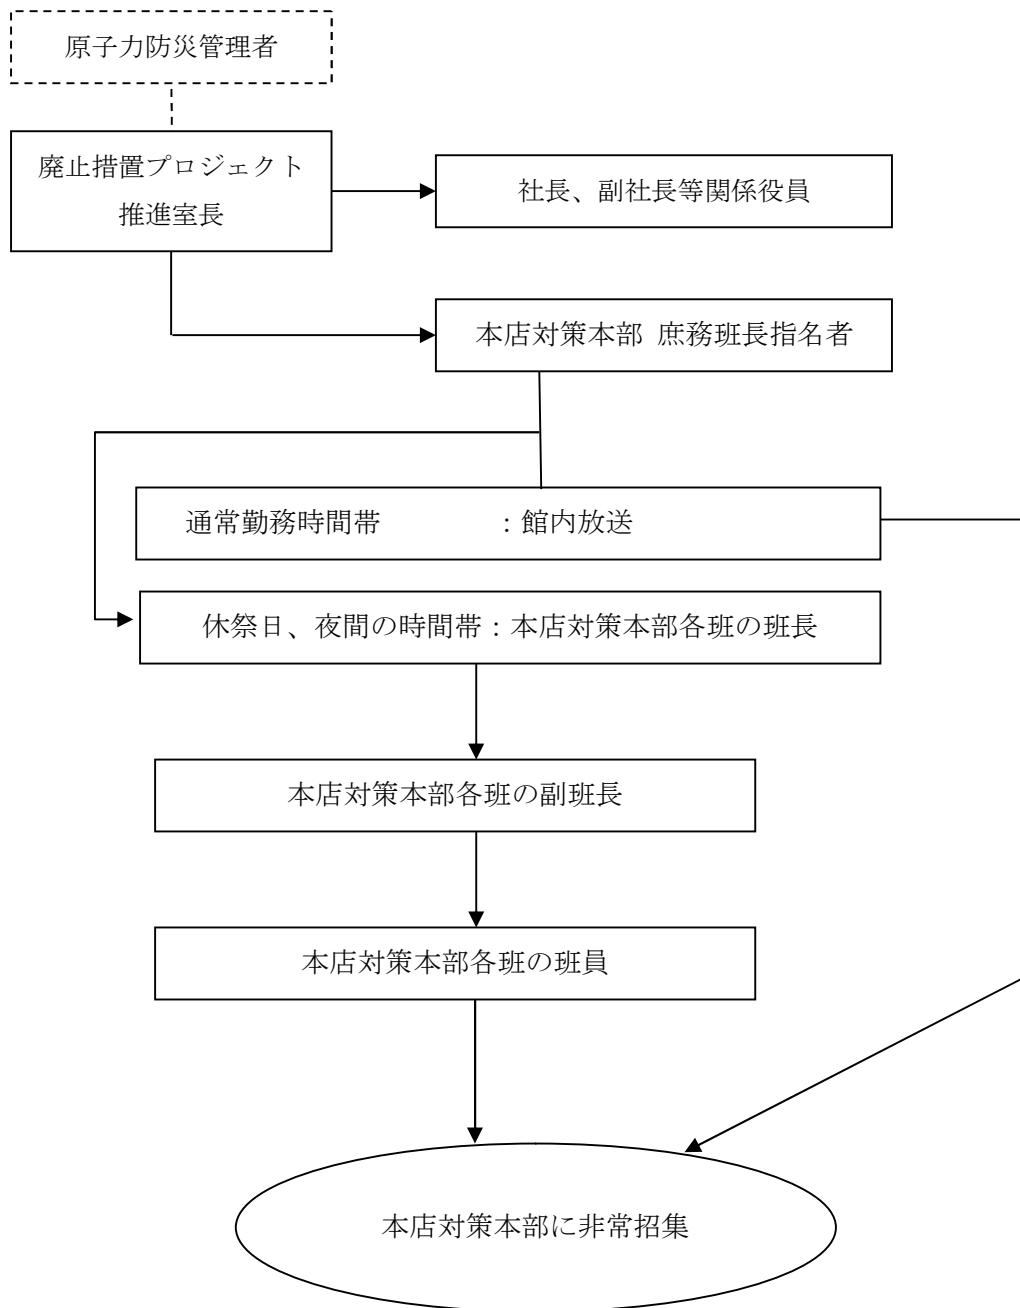 原子力防災管理者
廃止措置プロジェクト
推進室長
社長、副社長等関係役員
本店対策本部 庶務班長指名者
通常勤務時間帯　　　　：館内放送
休祭日、夜間の時間帯：本店対策本部各班の班長
本店対策本部各班の副班長
本店対策本部各班の班員
本店対策本部に非常招集